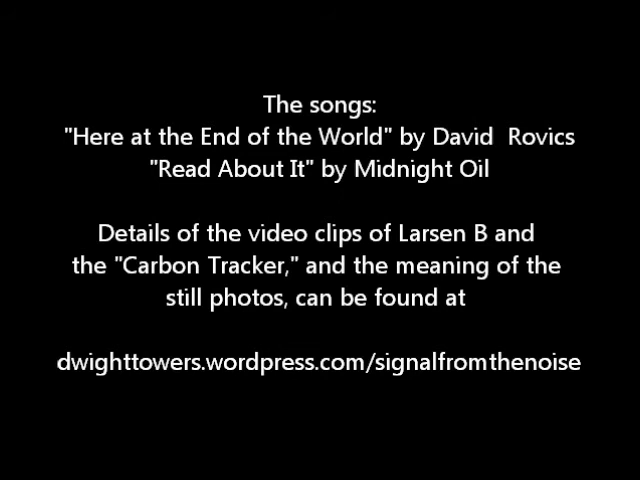 The songs:
"Here at the End of the World" by David  Rovics
"Read About It" by Midnight Oil
Details of the video clips of Larsen B and
the "Carbon Tracker," and the meaning of the
still photos, can be found at
dwighttowers.wordpress.com/signalfromthenoise